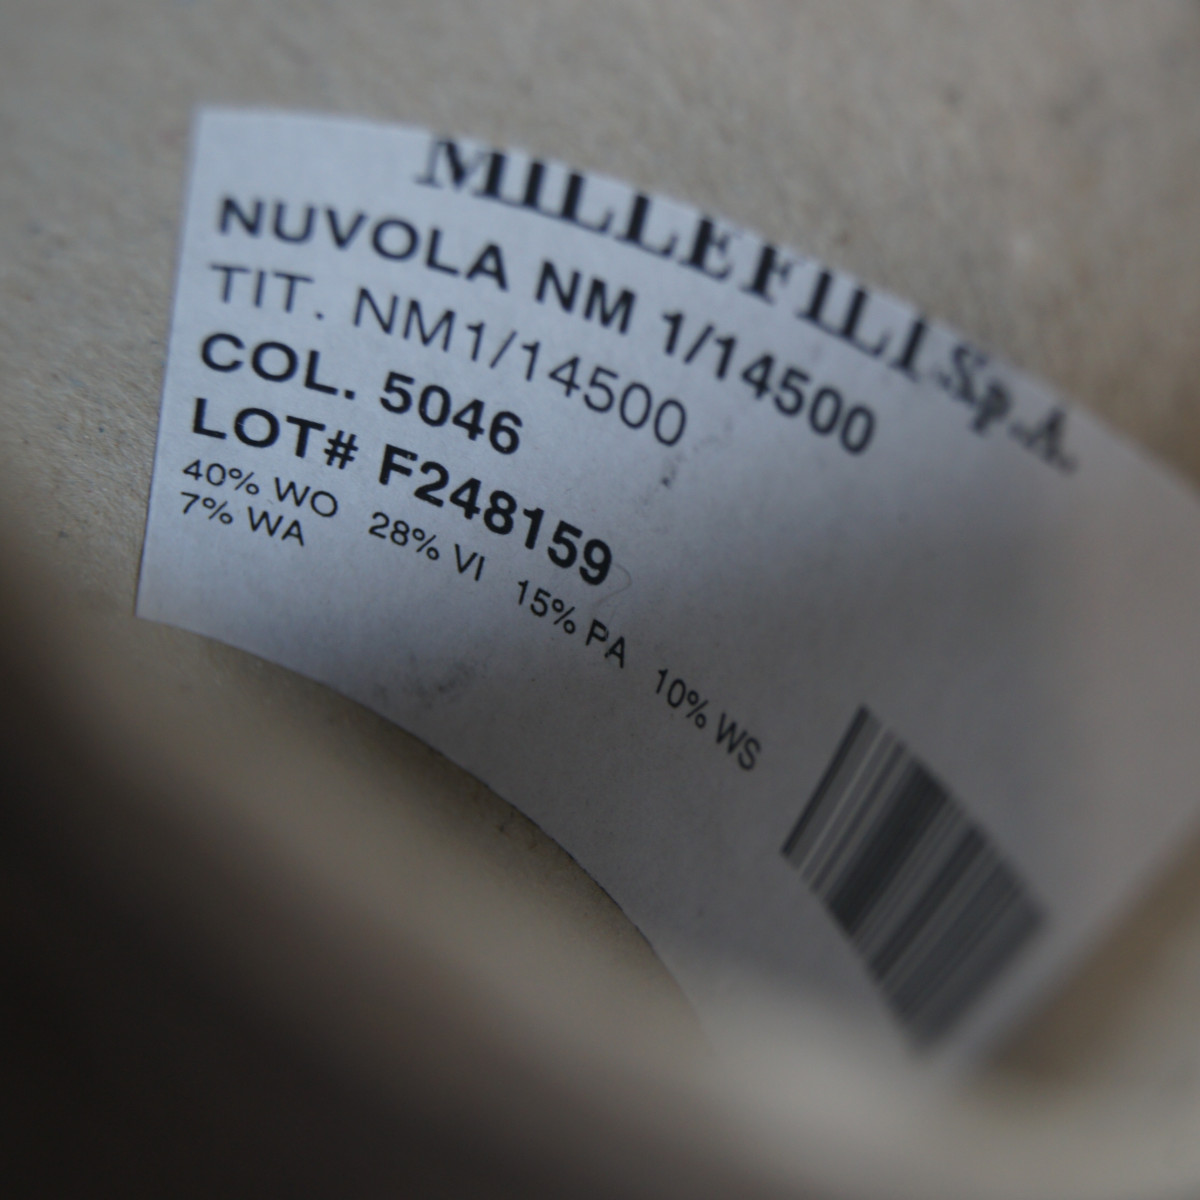 MILLEFILI S.p.A.
NUVOLA NM 1/14500
TIT. NM1/14500
COL. 5046
LOT# F248159
40% WO 28% VI 15% PA 10% WS
7% WA